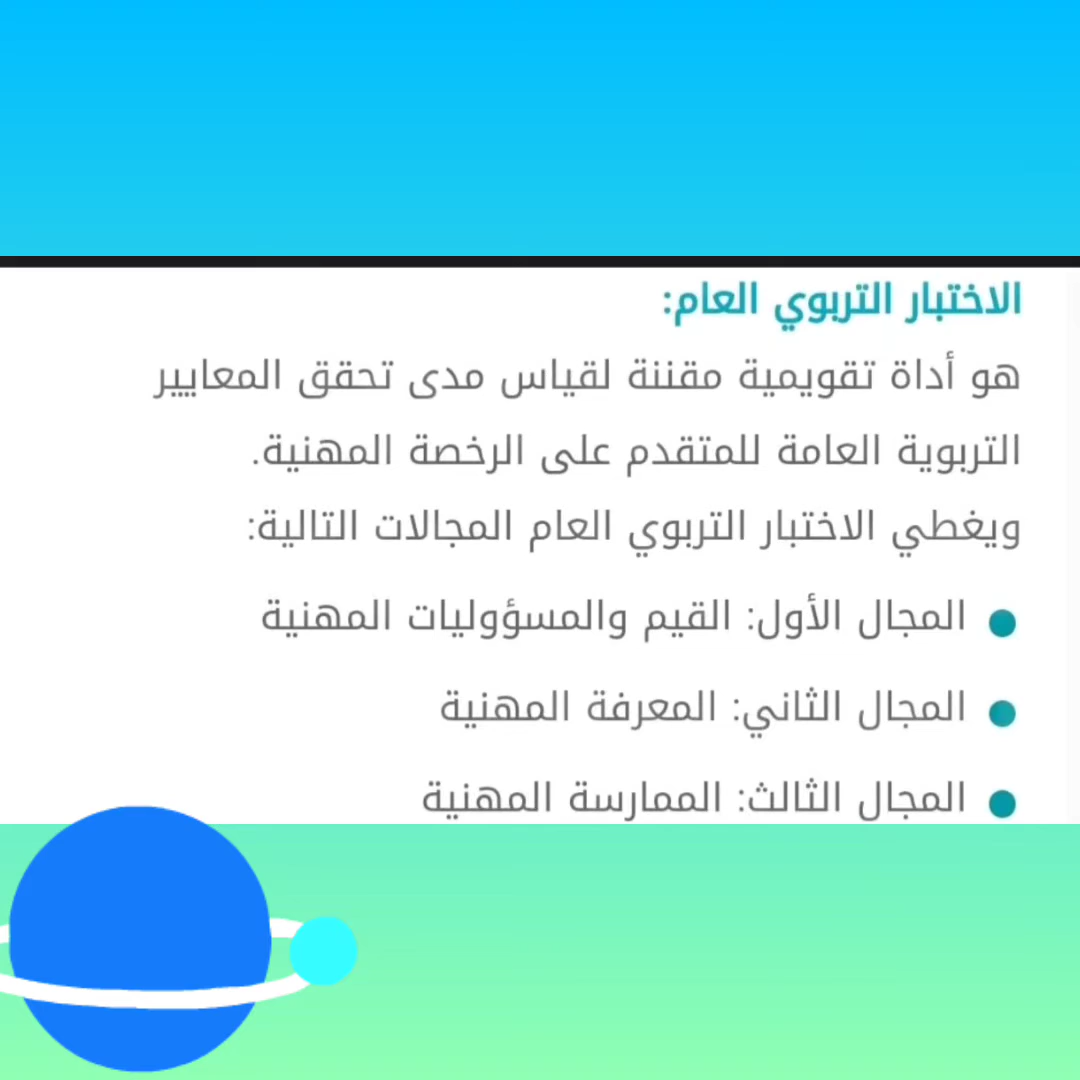 الاختبار التربوي العام:
هو أداة تقويمية مقننة لقياس مدى تحقق المعايير
التربوية العامة للمتقدم على الرخصة المهنية.
ويغطي الاختبار التربوي العام المجالات التالية:
المجال الأول: القيم والمسؤوليات المهنية
المجال الثاني: المعرفة المهنية
المجال الثالث: الممارسة المهنية